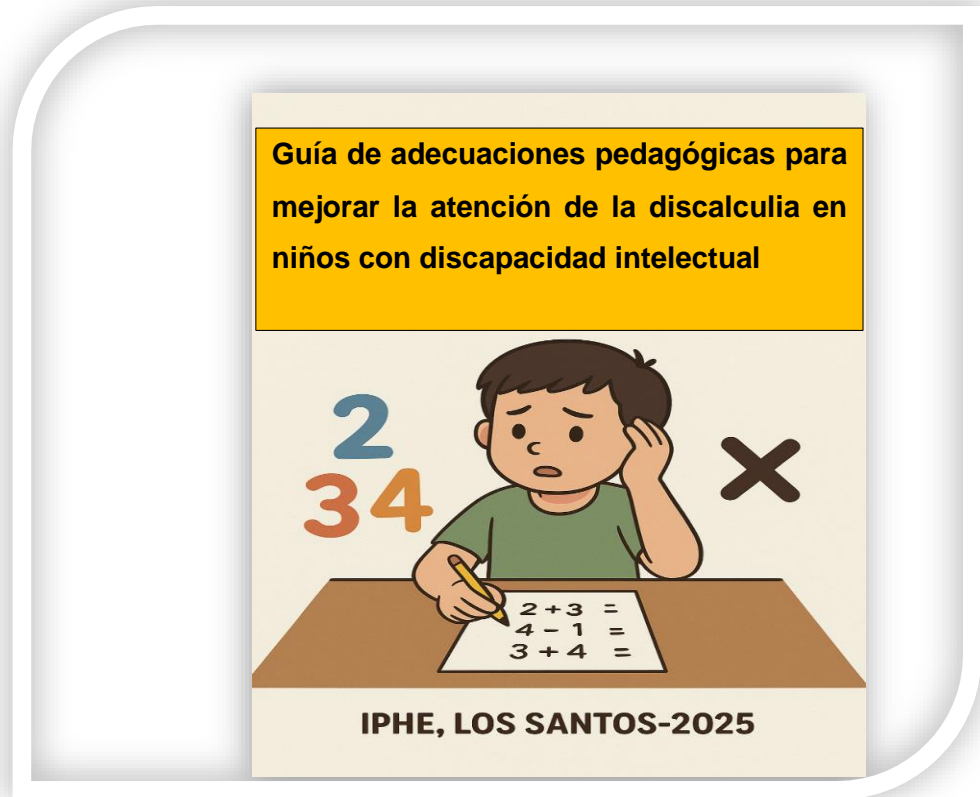 Guía de adecuaciones pedagógicas para
mejorar la atención de la discalculia en
niños con discapacidad intelectual
2
34
×
2+3 =
4 - 1 =
3+4 =
IPHE, LOS SANTOS-2025